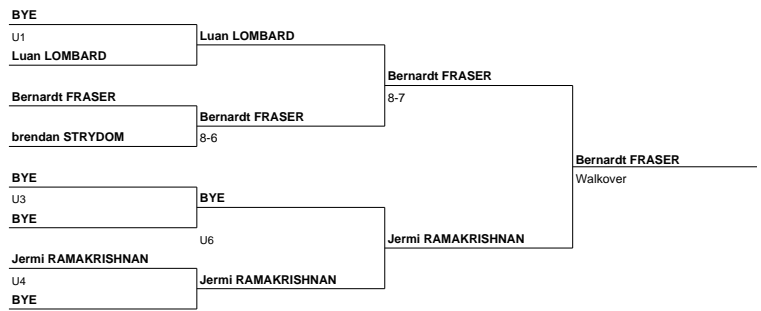 BYE
U1
Luan LOMBARD
Luan LOMBARD
Bernardt FRASER
8-7
Bernardt FRASER
Bernardt FRASER
8-6
brendan STRYDOM
Bernardt FRASER
Walkover
BYE
U3
BYE
BYE
U6
Jermi RAMAKRISHNAN
Jermi RAMAKRISHNAN
U4
Jermi RAMAKRISHNAN
BYE